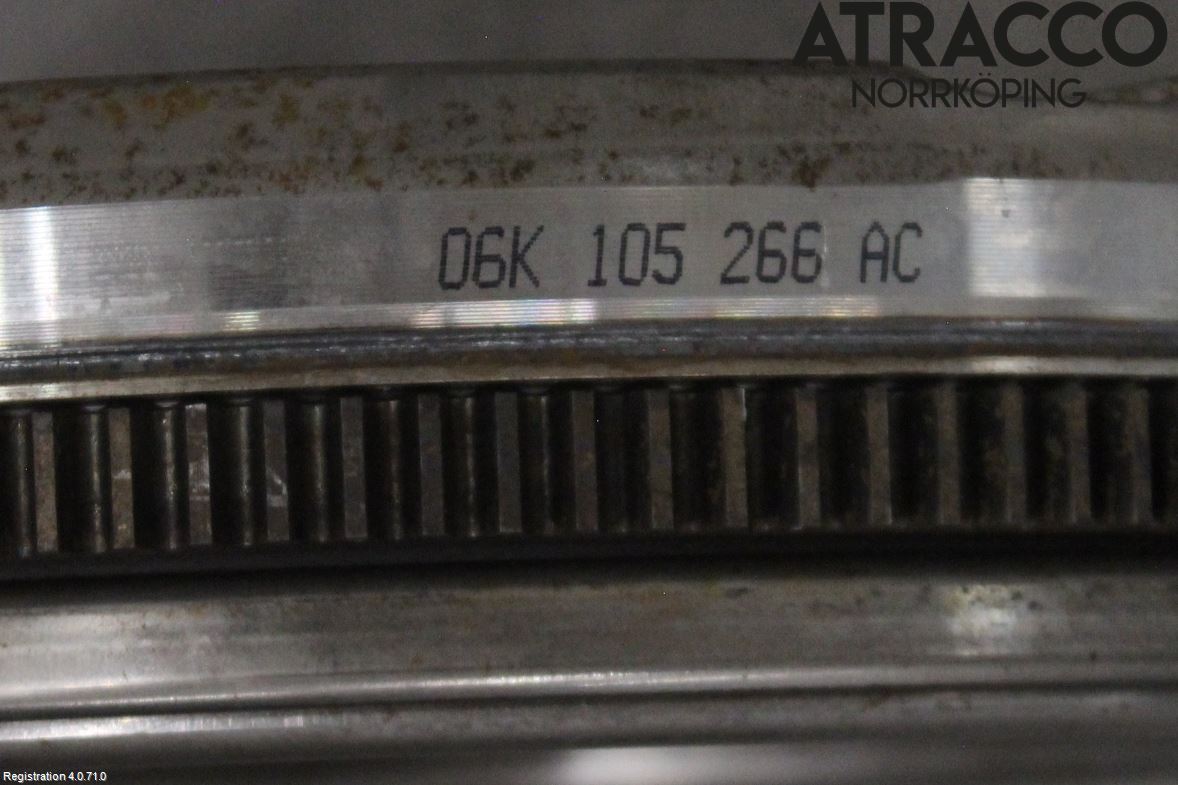 ATRACCO
NORRKÖPING
06K 105 266 AC
Registration 4.0.71.0